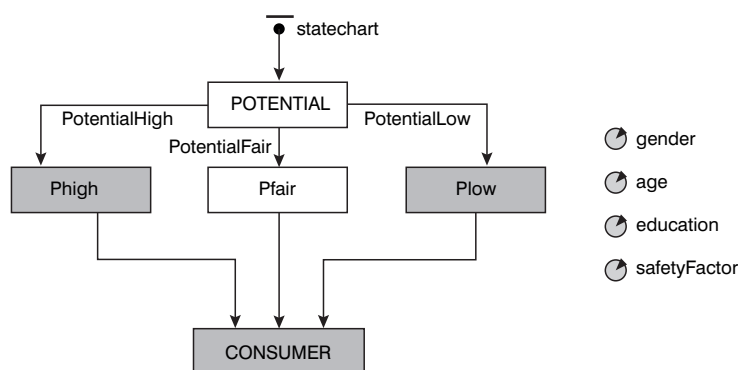 statechart
POTENTIAL
PotentialHigh
PotentialFair
PotentialLow
Phigh
Pfair
Plow
CONSUMER
gender
age
education
safetyFactor